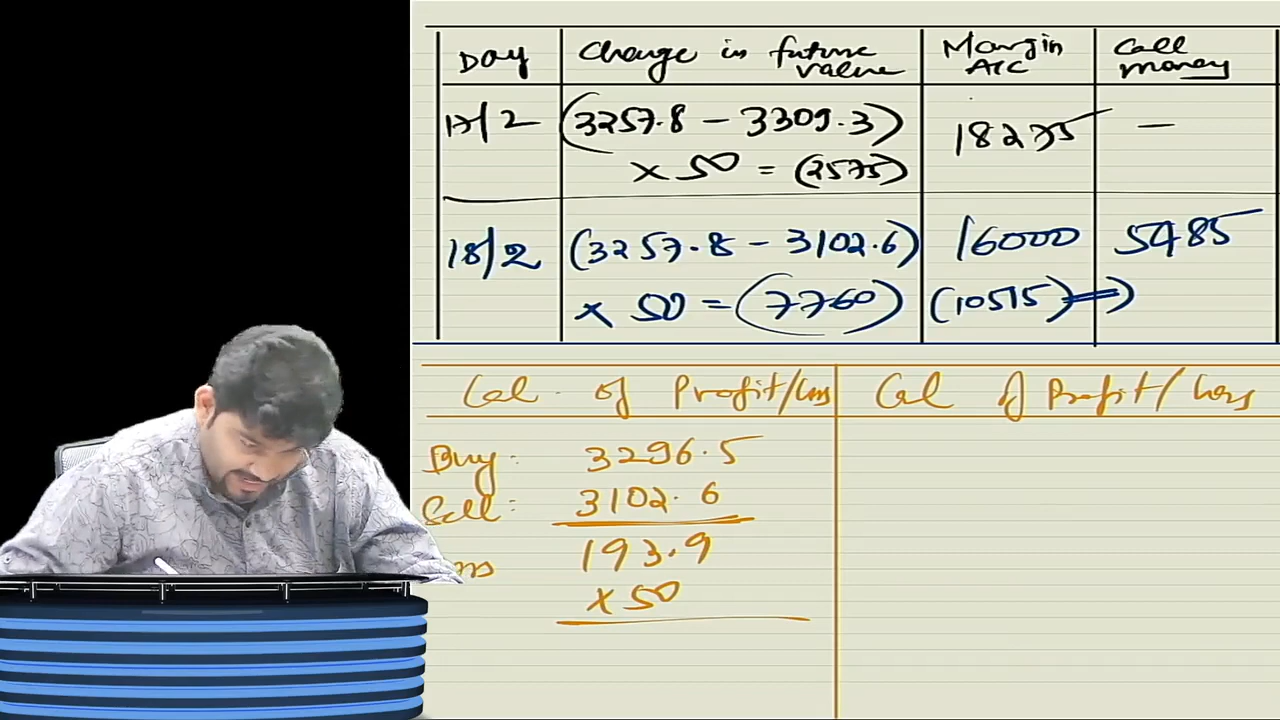 Day Change in future value Margin A/C Call money
17/2 (3257.8 - 3309.3) 18275 -
x 50 = (2575)
18/2 (3257.8 - 3102.6) 16000 5485
x 50 = (7760) (10515)
Cal. of Profit/Loss Cal of Profit/Loss
Buy: 3296.5
Sell: 3102.6
193.9
x 50